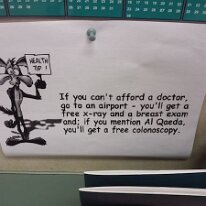 HEALTH
TIP!
If you can't afford a doctor,
go to an airport - you'll get a
free x-ray and a breast exam
and; if you mention Al Qaeda,
you'll get a free colonoscopy.